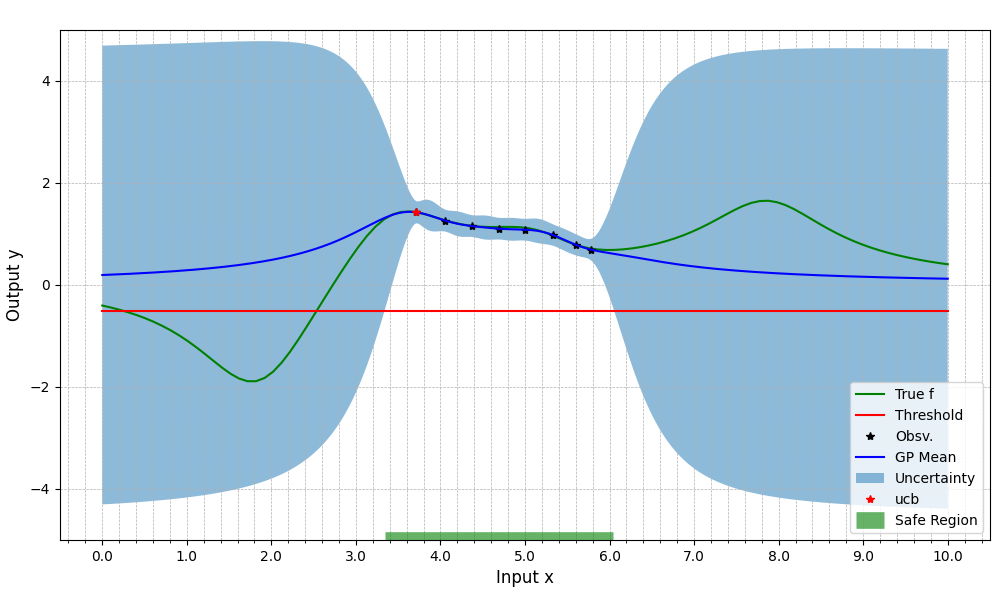 Output y
4
2
0
−2
−4
0.0 1.0 2.0 3.0 4.0 5.0 6.0 7.0 8.0 9.0 10.0
Input x
True f
Threshold
Obsv.
GP Mean
Uncertainty
ucb
Safe Region